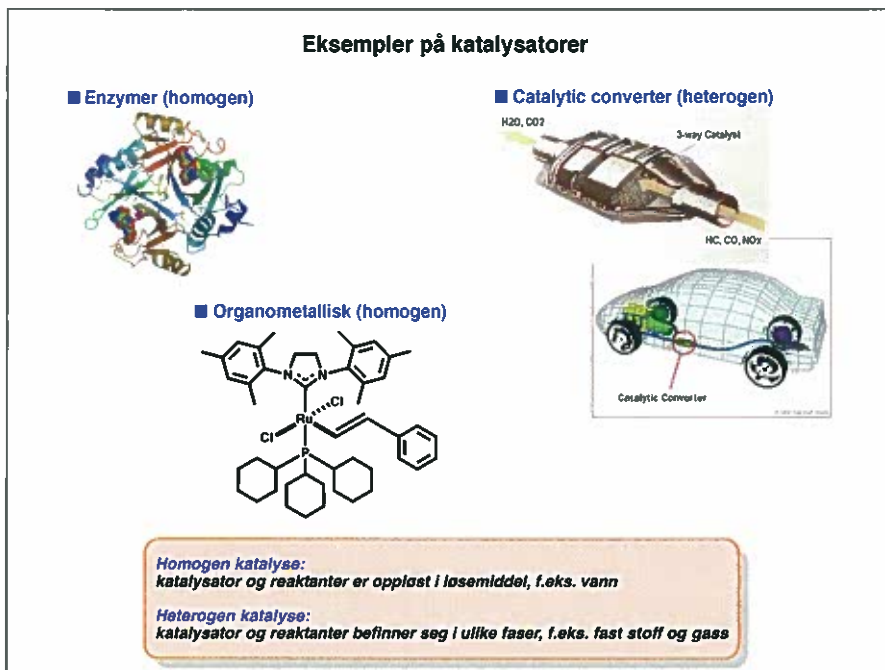 Eksempler på katalysatorer
■ Enzymer (homogen)
■ Catalytic converter (heterogen)
H2O, CO2
3-way Catalyst
HC, CO, NOx
Catalytic Converter
■ Organometallisk (homogen)
N
N
Cl
Ru
Cl
P
Homogen katalyse:
katalysator og reaktanter er oppløst i løsemiddel, f.eks. vann
Heterogen katalyse:
katalysator og reaktanter befinner seg i ulike faser, f.eks. fast stoff og gass